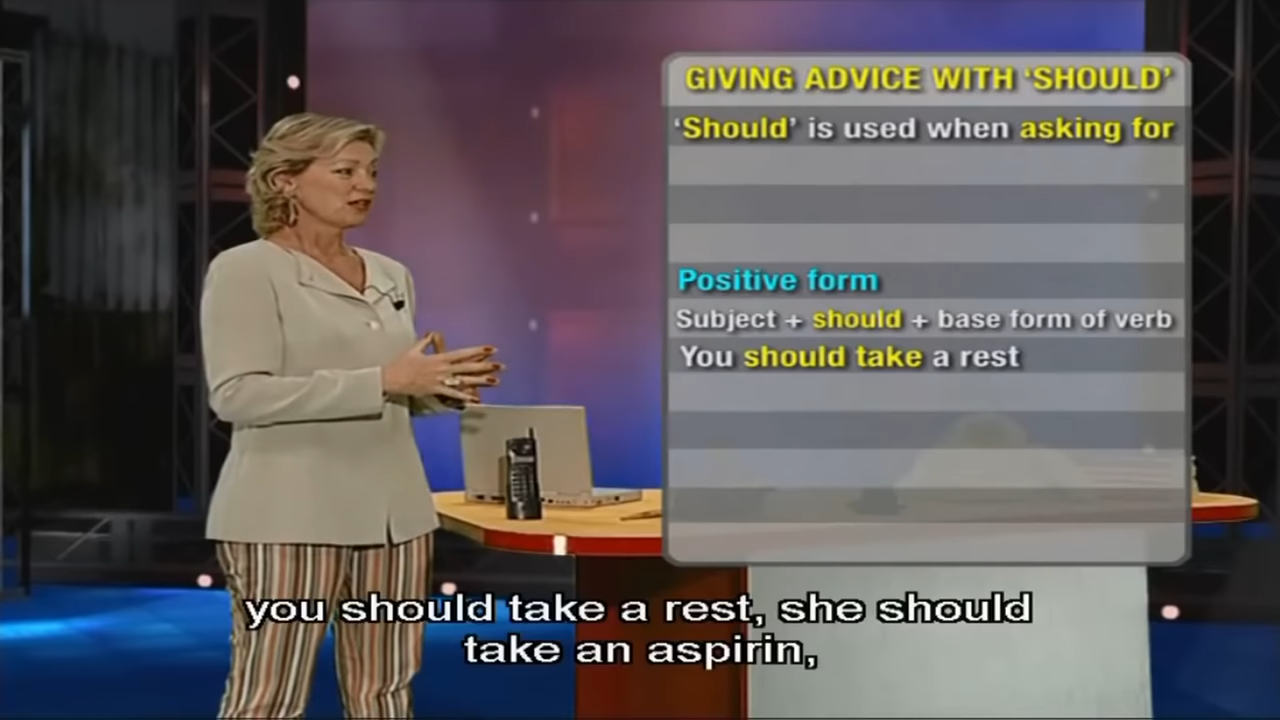 GIVING ADVICE WITH ‘SHOULD’
‘Should’ is used when asking for
Positive form
Subject + should + base form of verb
You should take a rest
you should take a rest, she should
take an aspirin,